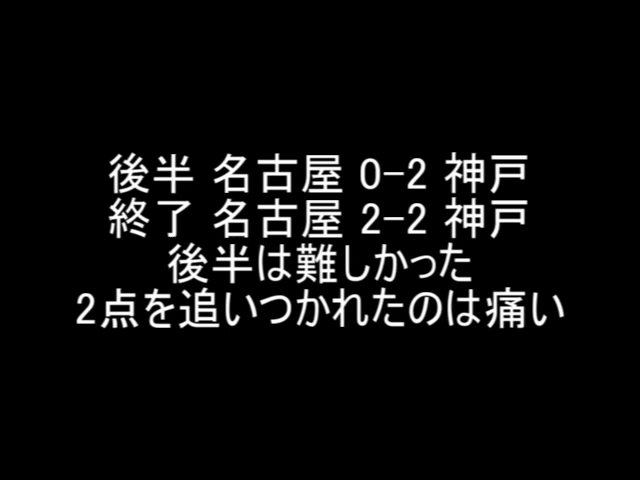 後半 名古屋 0-2 神戸
終了 名古屋 2-2 神戸
後半は難しかった
2点を追いつかれたのは痛い